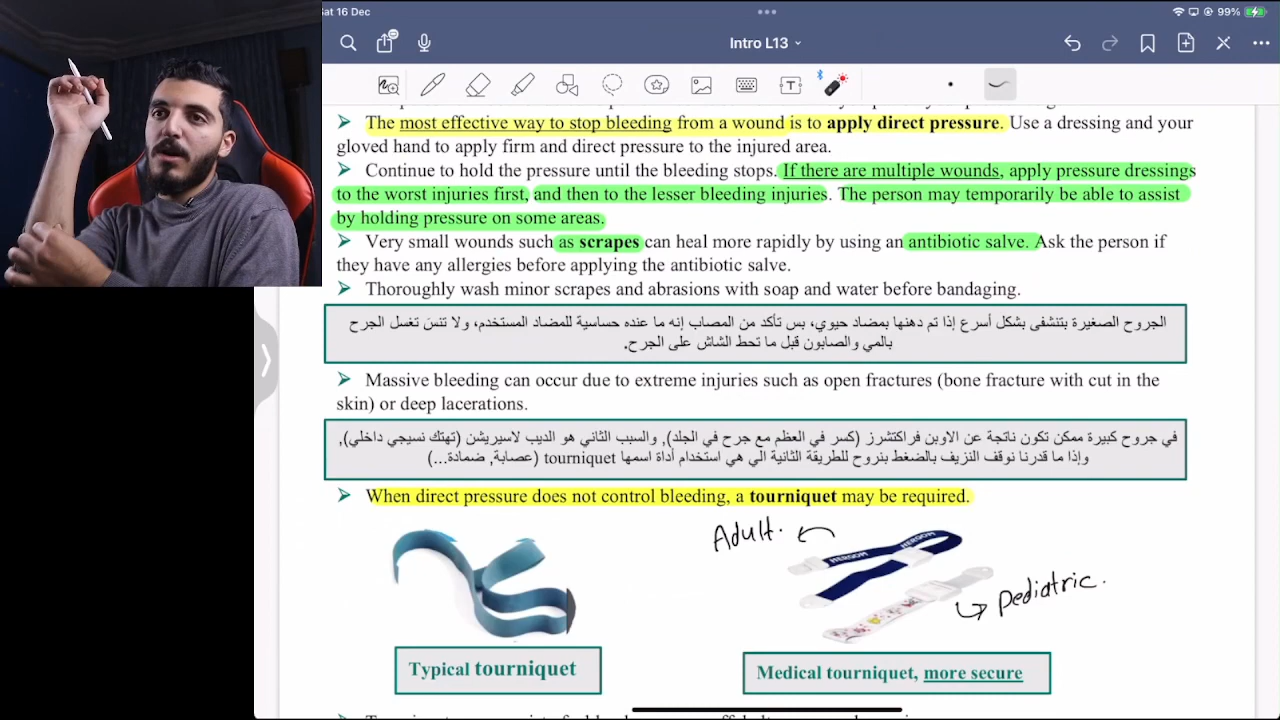 Sat 16 Dec
99%
Intro L13
The most effective way to stop bleeding from a wound is to apply direct pressure. Use a dressing and your
gloved hand to apply firm and direct pressure to the injured area.
Continue to hold the pressure until the bleeding stops. If there are multiple wounds, apply pressure dressings
to the worst injuries first, and then to the lesser bleeding injuries. The person may temporarily be able to assist
by holding pressure on some areas.
Very small wounds such as scrapes can heal more rapidly by using an antibiotic salve. Ask the person if
they have any allergies before applying the antibiotic salve.
Thoroughly wash minor scrapes and abrasions with soap and water before bandaging.
الجروح الصغيرة بتتشفى بشكل أسرع إذا تم دهنها بمضاد حيوي، بس تأكد من المصاب إنه ما عنده حساسية للمضاد المستخدم، ولا تنسَ تغسل الجرح
بالمي والصابون قبل ما تحط الشاش على الجرح.
Massive bleeding can occur due to extreme injuries such as open fractures (bone fracture with cut in the
skin) or deep lacerations.
في جروح كبيرة ممكن تكون ناتجة عن الاوبن فراكتشرز (كسر في العظم مع جرح في الجلد), والسبب الثاني هو الديب لاسيريشن (تهتك نسيجي داخلي),
وإذا ما قدرنا نوقف النزيف بالضغط بنروح للطريقة الثانية الي هي استخدام أداة اسمها tourniquet (عصابة, ضمادة...)
When direct pressure does not control bleeding, a tourniquet may be required.
Adult.
HEROOM
HEROOM
pediatric.
Typical tourniquet
Medical tourniquet, more secure